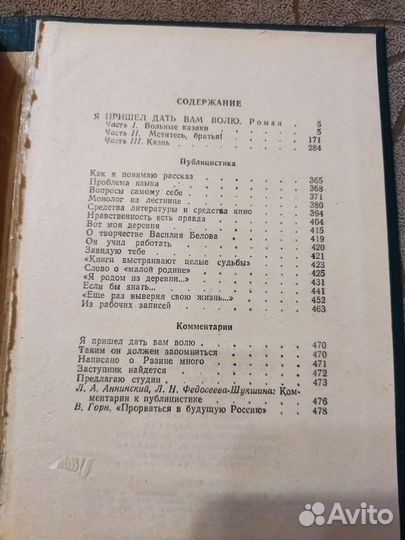 СОДЕРЖАНИЕ
Я ПРИШЕЛ ДАТЬ ВАМ ВОЛЮ. Роман . 5
Часть I. Вольные казаки . . . . . 5
Часть II. Мститесь, братья! . . . . 171
Часть III. Казнь . . . . . . . 284
Публицистика
Как я понимаю рассказ . . . . . . 365
Проблема языка . . . . . . . 368
Вопросы самому себе . . . . . . 371
Монолог на лестнице . . . . . . 380
Средства литературы и средства кино . . 394
Нравственность есть правда . . . . . 404
Вот моя деревня . . . . . . . 415
О творчестве Василия Белова . . . . 419
Он учил работать . . . . . . . 420
Завидую тебе . . . . . . . . 421
«Книги выстраивают целые судьбы» . . . 423
Слово о «малой родине» . . . . . 425
«Я родом из деревни...» . . . . . 431
Если бы знать... . . . . . . . 441
«Еще раз выверяя свою жизнь...» . . . 452
Из рабочих записей . . . . . . 463
Комментарии
Я пришел дать вам волю . . . . . 470
Таким он должен запомниться . . . . 470
Написано о Разине много . . . . . 471
Заступник найдется . . . . . . 472
Предлагаю студии . . . . . . . 473
Л. А. Аннинский, Л. Н. Федосеева-Шукшина: Ком-
ментарии к публицистике . . . . . 476
В. Горн. «Прорваться в будущую Россию» . . 478
Avito